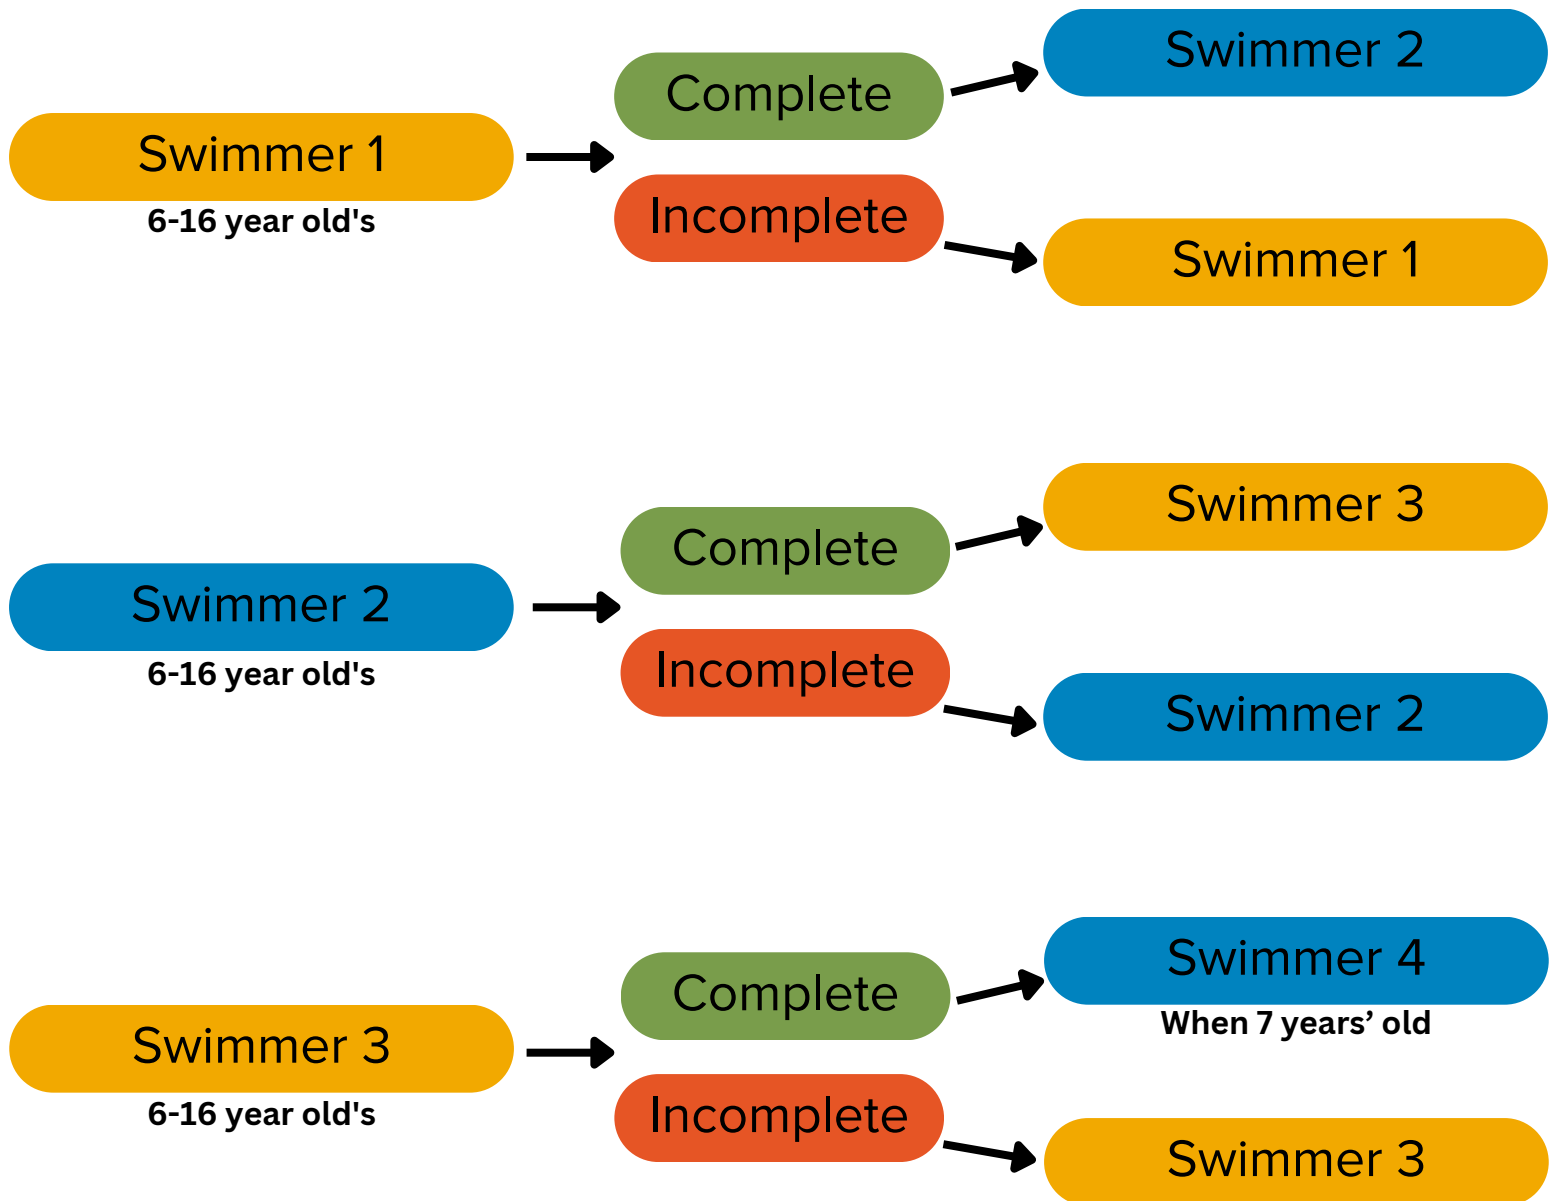 Swimmer 1
6-16 year old's
Complete
Incomplete
Swimmer 2
Swimmer 1
Swimmer 2
6-16 year old's
Complete
Incomplete
Swimmer 3
Swimmer 2
Swimmer 3
6-16 year old's
Complete
Incomplete
Swimmer 4
When 7 years’ old
Swimmer 3